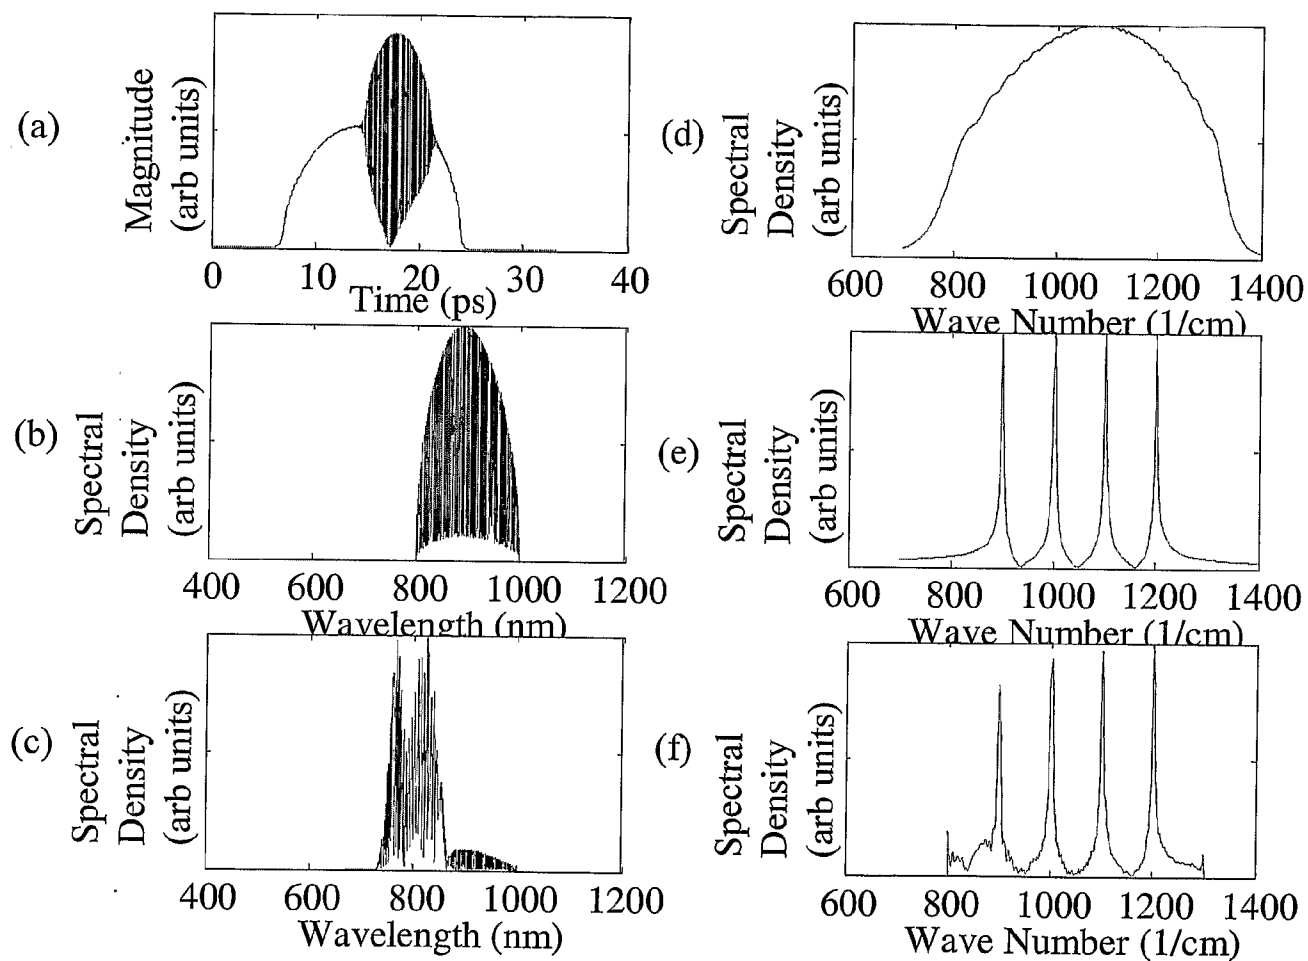 (a)
Magnitude
(arb units)
0 10 20 30 40
Time (ps)
(b)
Spectral
Density
(arb units)
400 600 800 1000 1200
Wavelength (nm)
(c)
Spectral
Density
(arb units)
400 600 800 1000 1200
Wavelength (nm)
(d)
Spectral
Density
(arb units)
600 800 1000 1200 1400
Wave Number (1/cm)
(e)
Spectral
Density
(arb units)
600 800 1000 1200 1400
Wave Number (1/cm)
(f)
Spectral
Density
(arb units)
600 800 1000 1200 1400
Wave Number (1/cm)